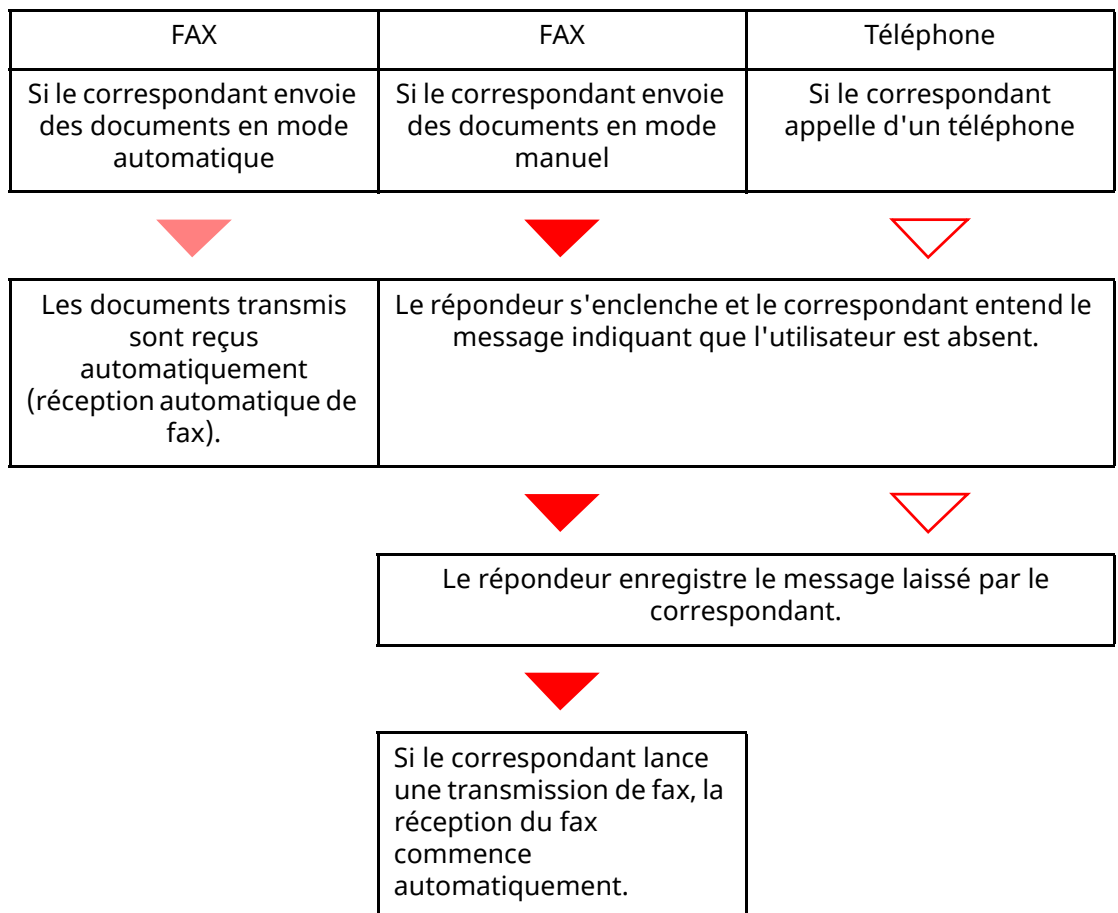 FAX
FAX
Téléphone
Si le correspondant envoie
des documents en mode
automatique
Si le correspondant envoie
des documents en mode
manuel
Si le correspondant
appelle d'un téléphone
Les documents transmis
sont reçus
automatiquement
(réception automatique de
fax).
Le répondeur s'enclenche et le correspondant entend le
message indiquant que l'utilisateur est absent.
Le répondeur enregistre le message laissé par le
correspondant.
Si le correspondant lance
une transmission de fax, la
réception du fax
commence
automatiquement.